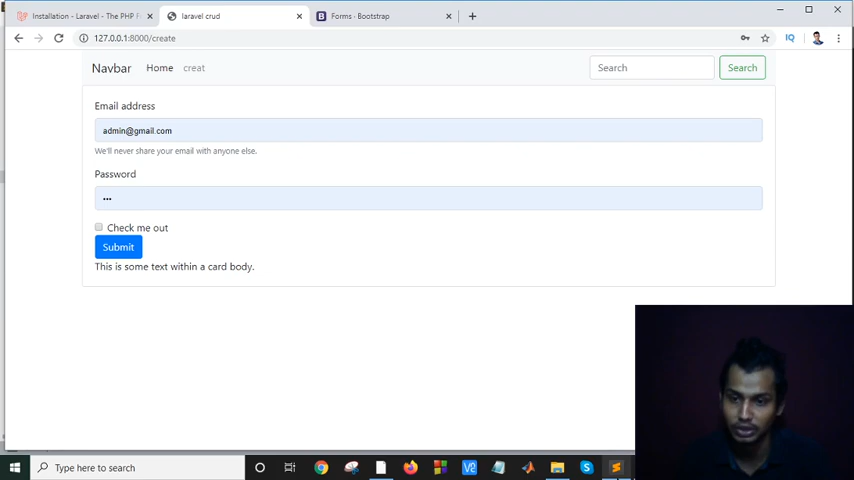 Installation - Laravel - The PHP F
laravel crud
Forms · Bootstrap
127.0.0.1:8000/create
IQ
Navbar Home creat
Search Search
Email address
admin@gmail.com
We'll never share your email with anyone else.
Password
•••
Check me out
Submit
This is some text within a card body.
Type here to search